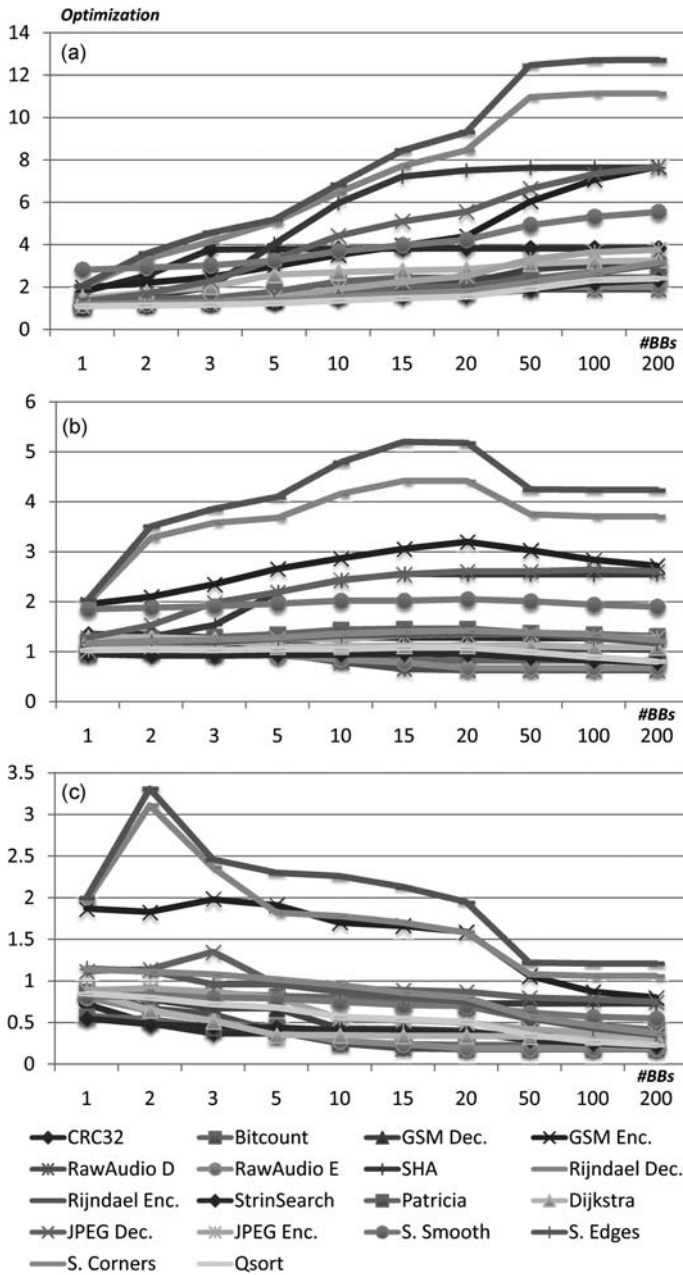 Optimization
(a)
14
12
10
8
6
4
2
0
#BBs
1 2 3 5 10 15 20 50 100 200
(b)
6
5
4
3
2
1
0
#BBs
1 2 3 5 10 15 20 50 100 200
(c)
3.5
3
2.5
2
1.5
1
0.5
0
#BBs
1 2 3 5 10 15 20 50 100 200
CRC32 Bitcount GSM Dec. GSM Enc.
RawAudio D RawAudio E SHA Rijndael Dec.
Rijndael Enc. StrinSearch Patricia Dijkstra
JPEG Dec. JPEG Enc. S. Smooth S. Edges
S. Corners Qsort